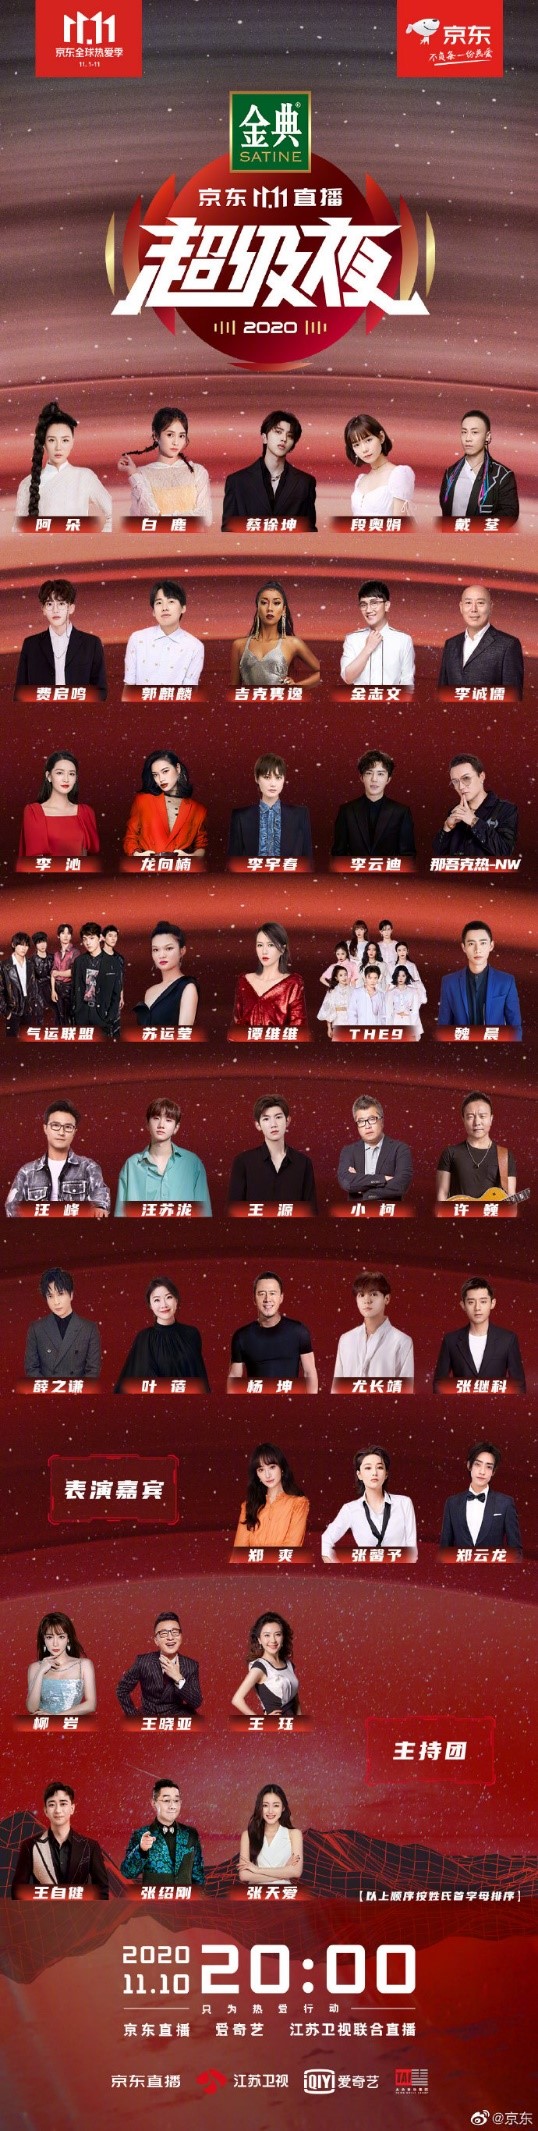 11.11
京东全球热爱季
11.1-11
京东
不负每一份热爱
金典®
SATINE
京东11.11直播
超级夜
2020
阿朵 白鹿 蔡徐坤 段奥娟 戴荃
费启鸣 郭麒麟 吉克隽逸 金志文 李诚儒
李沁 龙向楠 李宇春 李云迪 那吾克热-NW
气运联盟 苏运莹 谭维维 THE9 魏晨
汪峰 汪苏泷 王源 小柯 许巍
薛之谦 叶蓓 杨坤 尤长靖 张继科
表演嘉宾
郑爽 张馨予 郑云龙
柳岩 王晓亚 王珏
主持团
王自健 张绍刚 张天爱
【以上顺序按姓氏首字母排序】
2020
11.10
20:00
只为热爱行动
京东直播 爱奇艺 江苏卫视联合直播
京东直播 江苏卫视 iQIYI爱奇艺 TAI
@京东